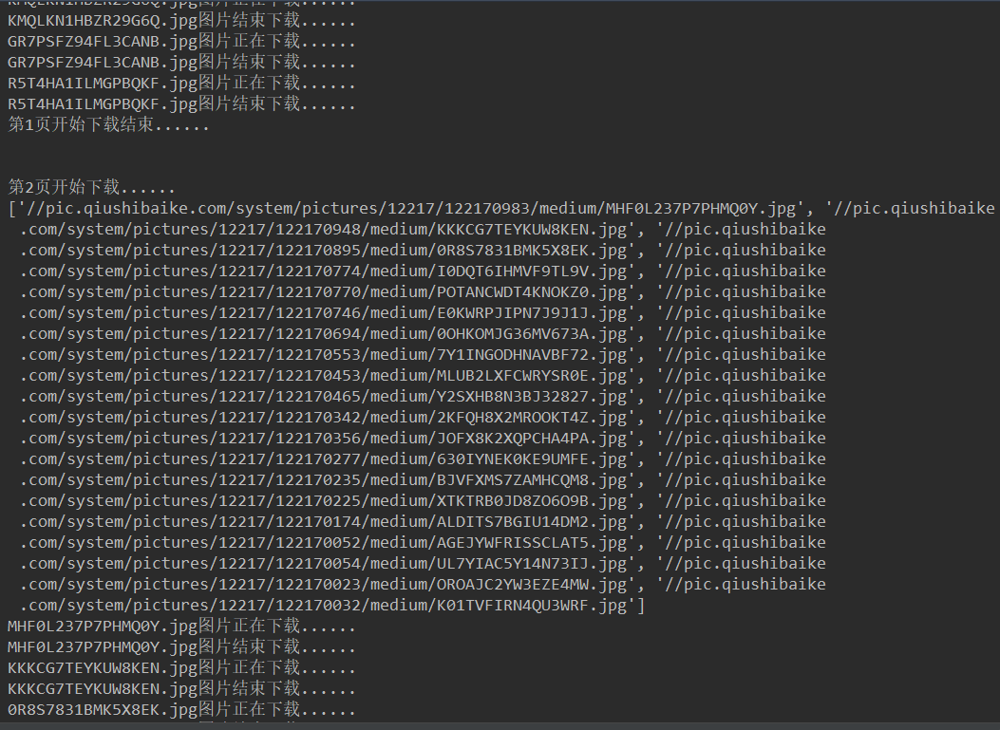 KMQLKN1HBZR29G6Q.jpg图片正在下载......
KMQLKN1HBZR29G6Q.jpg图片结束下载......
GR7PSFZ94FL3CANB.jpg图片正在下载......
GR7PSFZ94FL3CANB.jpg图片结束下载......
R5T4HA1ILMGPBQKF.jpg图片正在下载......
R5T4HA1ILMGPBQKF.jpg图片结束下载......
第1页开始下载结束......
第2页开始下载......
['//pic.qiushibaike.com/system/pictures/12217/122170983/medium/MHF0L237P7PHMQ0Y.jpg', '//pic.qiushibaike
.com/system/pictures/12217/122170948/medium/KKKCG7TEYKUW8KEN.jpg', '//pic.qiushibaike
.com/system/pictures/12217/122170895/medium/0R8S7831BMK5X8EK.jpg', '//pic.qiushibaike
.com/system/pictures/12217/122170774/medium/I0DQT6IHMVF9TL9V.jpg', '//pic.qiushibaike
.com/system/pictures/12217/122170770/medium/POTANCWDT4KNOKZ0.jpg', '//pic.qiushibaike
.com/system/pictures/12217/122170746/medium/E0KWRPJIPN7J9J1J.jpg', '//pic.qiushibaike
.com/system/pictures/12217/122170694/medium/0OHKOMJG36MV673A.jpg', '//pic.qiushibaike
.com/system/pictures/12217/122170553/medium/7Y1INGODHNAVBF72.jpg', '//pic.qiushibaike
.com/system/pictures/12217/122170453/medium/MLUB2LXFCWRYSR0E.jpg', '//pic.qiushibaike
.com/system/pictures/12217/122170465/medium/Y2SXHB8N3BJ32827.jpg', '//pic.qiushibaike
.com/system/pictures/12217/122170342/medium/2KFQH8X2MROOKT4Z.jpg', '//pic.qiushibaike
.com/system/pictures/12217/122170356/medium/JOFX8K2XQPCHA4PA.jpg', '//pic.qiushibaike
.com/system/pictures/12217/122170277/medium/630IYNEK0KE9UMFE.jpg', '//pic.qiushibaike
.com/system/pictures/12217/122170235/medium/BJVFXMS7ZAMHCQM8.jpg', '//pic.qiushibaike
.com/system/pictures/12217/122170225/medium/XTKTRB0JD8ZO6O9B.jpg', '//pic.qiushibaike
.com/system/pictures/12217/122170174/medium/ALDITS7BGIU14DM2.jpg', '//pic.qiushibaike
.com/system/pictures/12217/122170052/medium/AGEJYWFRISSCLAT5.jpg', '//pic.qiushibaike
.com/system/pictures/12217/122170054/medium/UL7YIAC5Y14N73IJ.jpg', '//pic.qiushibaike
.com/system/pictures/12217/122170023/medium/OROAJC2YW3EZE4MW.jpg', '//pic.qiushibaike
.com/system/pictures/12217/122170032/medium/K01TVFIRN4QU3WRF.jpg']
MHF0L237P7PHMQ0Y.jpg图片正在下载......
MHF0L237P7PHMQ0Y.jpg图片结束下载......
KKKCG7TEYKUW8KEN.jpg图片正在下载......
KKKCG7TEYKUW8KEN.jpg图片结束下载......
0R8S7831BMK5X8EK.jpg图片正在下载......